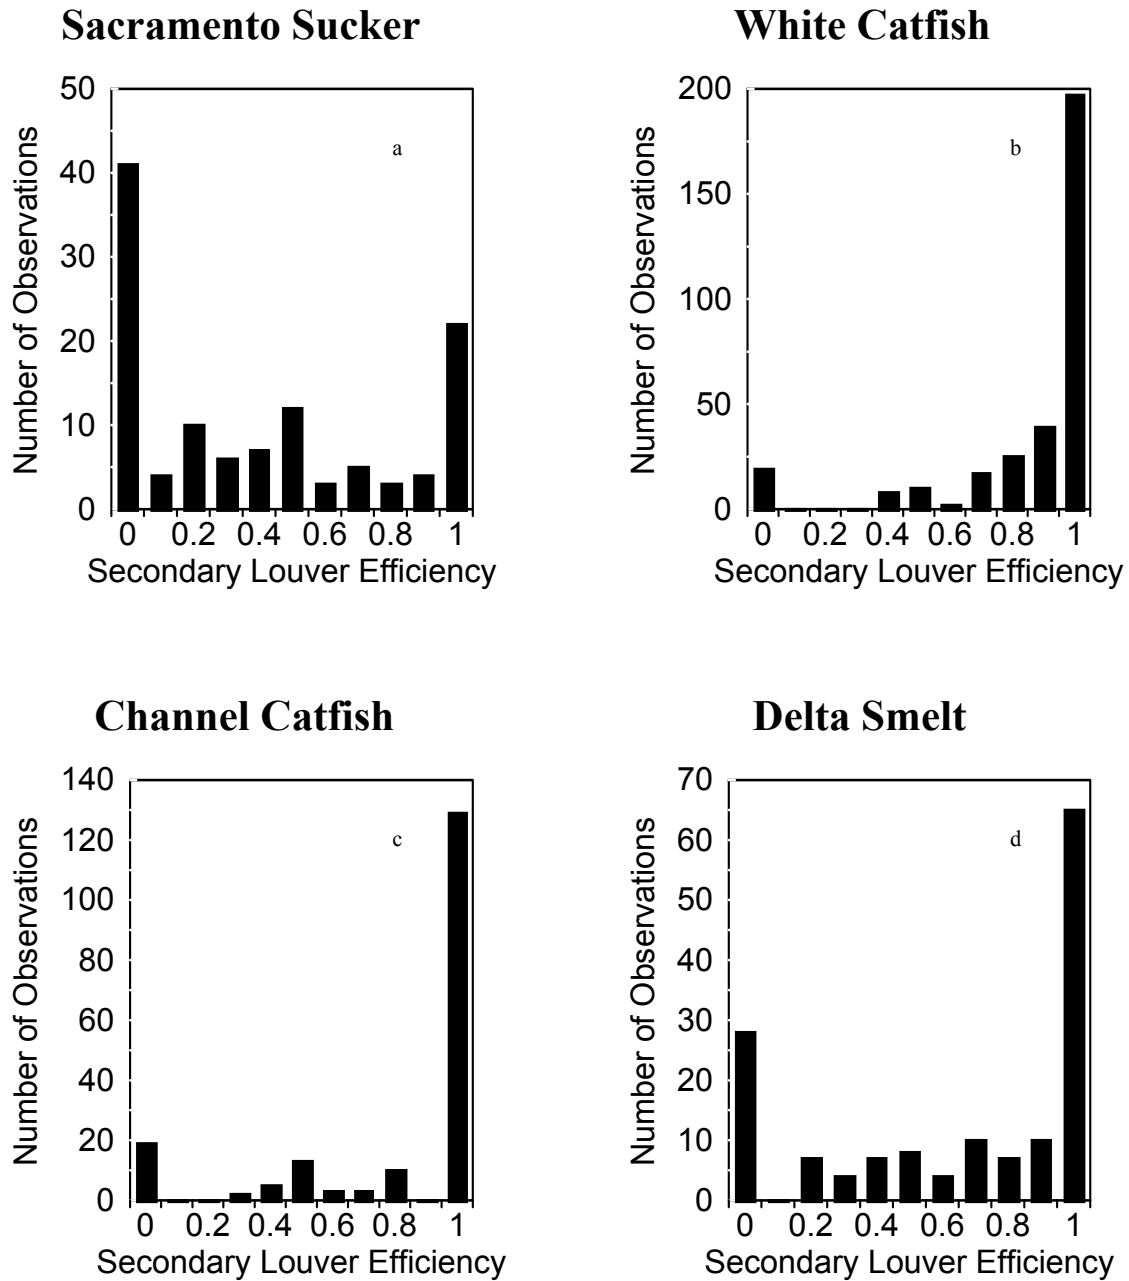 Sacramento Sucker
50
40
30
20
10
0
Number of Observations
a
0 0.2 0.4 0.6 0.8 1
Secondary Louver Efficiency
White Catfish
200
150
100
50
0
Number of Observations
b
0 0.2 0.4 0.6 0.8 1
Secondary Louver Efficiency
Channel Catfish
140
120
100
80
60
40
20
0
Number of Observations
c
0 0.2 0.4 0.6 0.8 1
Secondary Louver Efficiency
Delta Smelt
70
60
50
40
30
20
10
0
Number of Observations
d
0 0.2 0.4 0.6 0.8 1
Secondary Louver Efficiency